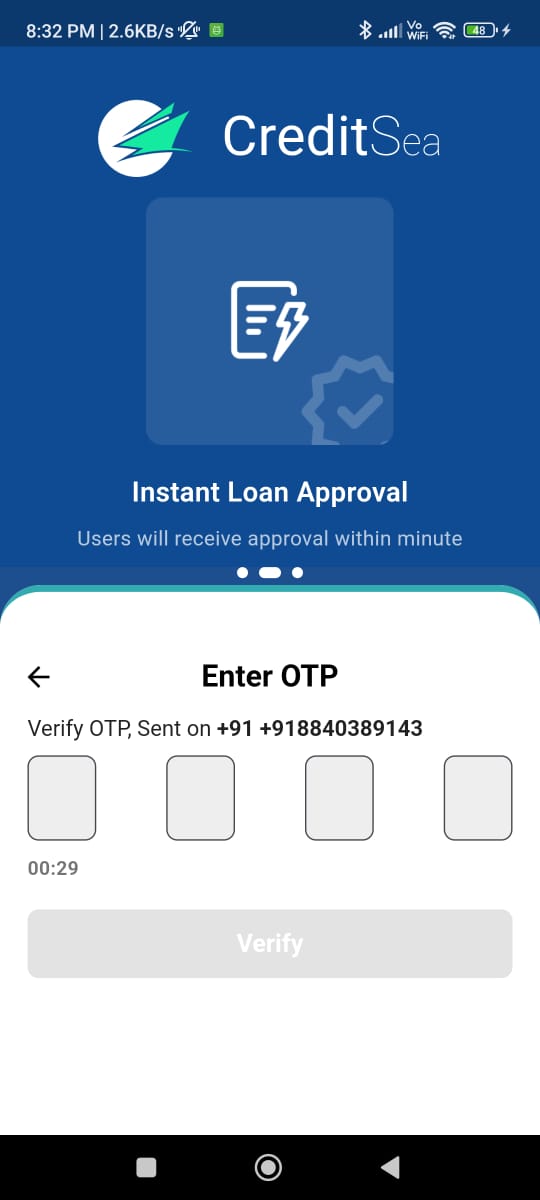 8:32 PM | 2.6KB/s Vo WiFi 48
CreditSea
Instant Loan Approval
Users will receive approval within minute
Enter OTP
Verify OTP, Sent on +91 +918840389143
00:29
Verify